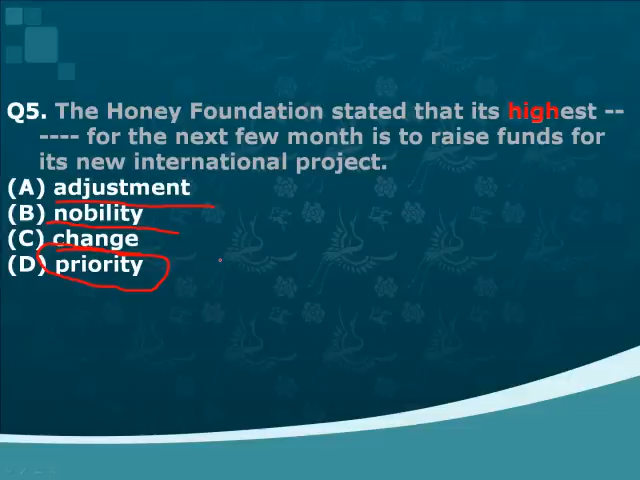 Q5. The Honey Foundation stated that its highest --
----- for the next few month is to raise funds for
its new international project.
(A) adjustment
(B) nobility
(C) change
(D) priority